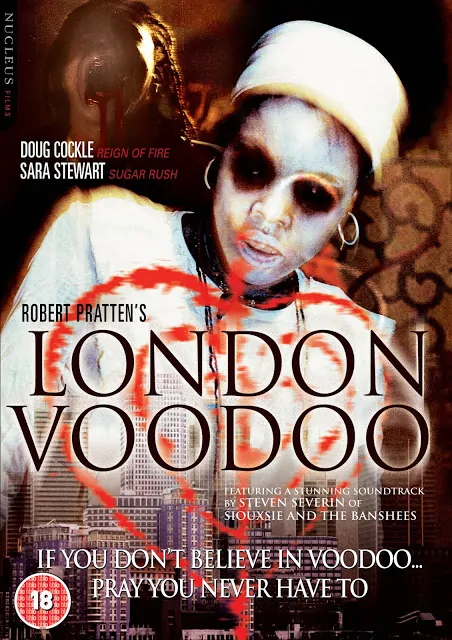 NUCLEUS
FILMS
DOUG COCKLE REIGN OF FIRE
SARA STEWART SUGAR RUSH
ROBERT PRATTEN'S
LONDON
VOODOO
FEATURING A STUNNING SOUNDTRACK
BY STEVEN SEVERIN OF
SIOUXSIE AND THE BANSHEES
IF YOU DON'T BELIEVE IN VOODOO...
PRAY YOU NEVER HAVE TO
18